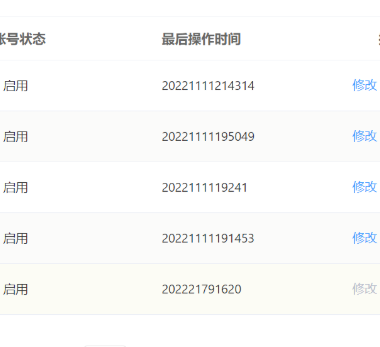 账号状态 最后操作时间
启用 20221111214314 修改
启用 20221111195049 修改
启用 2022111119241 修改
启用 20221111191453 修改
启用 202221791620 修改